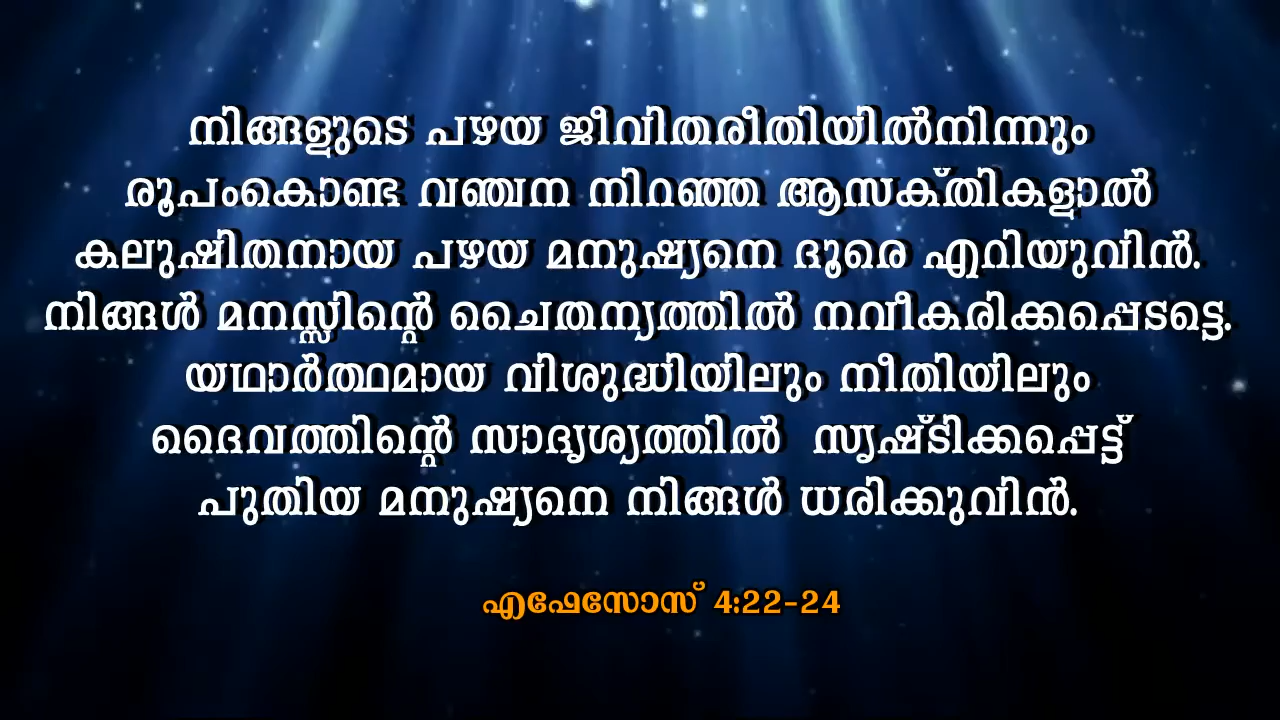 നിങ്ങളുടെ പഴയ ജീവിതരീതിയിൽനിന്നും
രൂപംകൊണ്ട വഞ്ചന നിറഞ്ഞ ആസക്തികളാൽ
കലുഷിതനായ പഴയ മനുഷ്യനെ ദൂരെ എറിയുവിൻ.
നിങ്ങൾ മനസ്സിന്റെ ചൈതന്യത്തിൽ നവീകരിക്കപ്പെടട്ടെ.
യഥാർത്ഥമായ വിശുദ്ധിയിലും നീതിയിലും
ദൈവത്തിന്റെ സാദൃശ്യത്തിൽ സൃഷ്ടിക്കപ്പെട്ട്
പുതിയ മനുഷ്യനെ നിങ്ങൾ ധരിക്കുവിൻ.
എഫേസോസ് 4:22-24